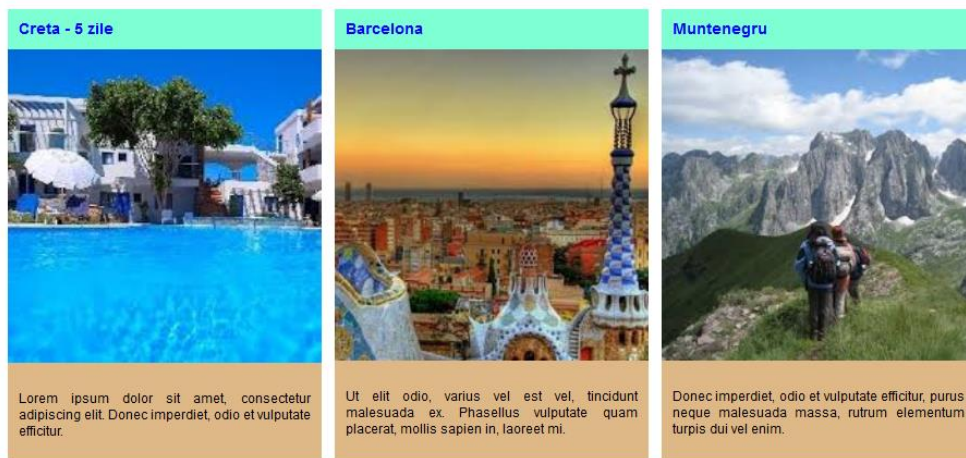 Creta - 5 zile
Lorem ipsum dolor sit amet, consectetur
adipiscing elit. Donec imperdiet, odio et vulputate
efficitur.
Barcelona
Ut elit odio, varius vel est vel, tincidunt
malesuada ex. Phasellus vulputate quam
placerat, mollis sapien in, laoreet mi.
Muntenegru
Donec imperdiet, odio et vulputate efficitur, purus
neque malesuada massa, rutrum elementum
turpis dui vel enim.